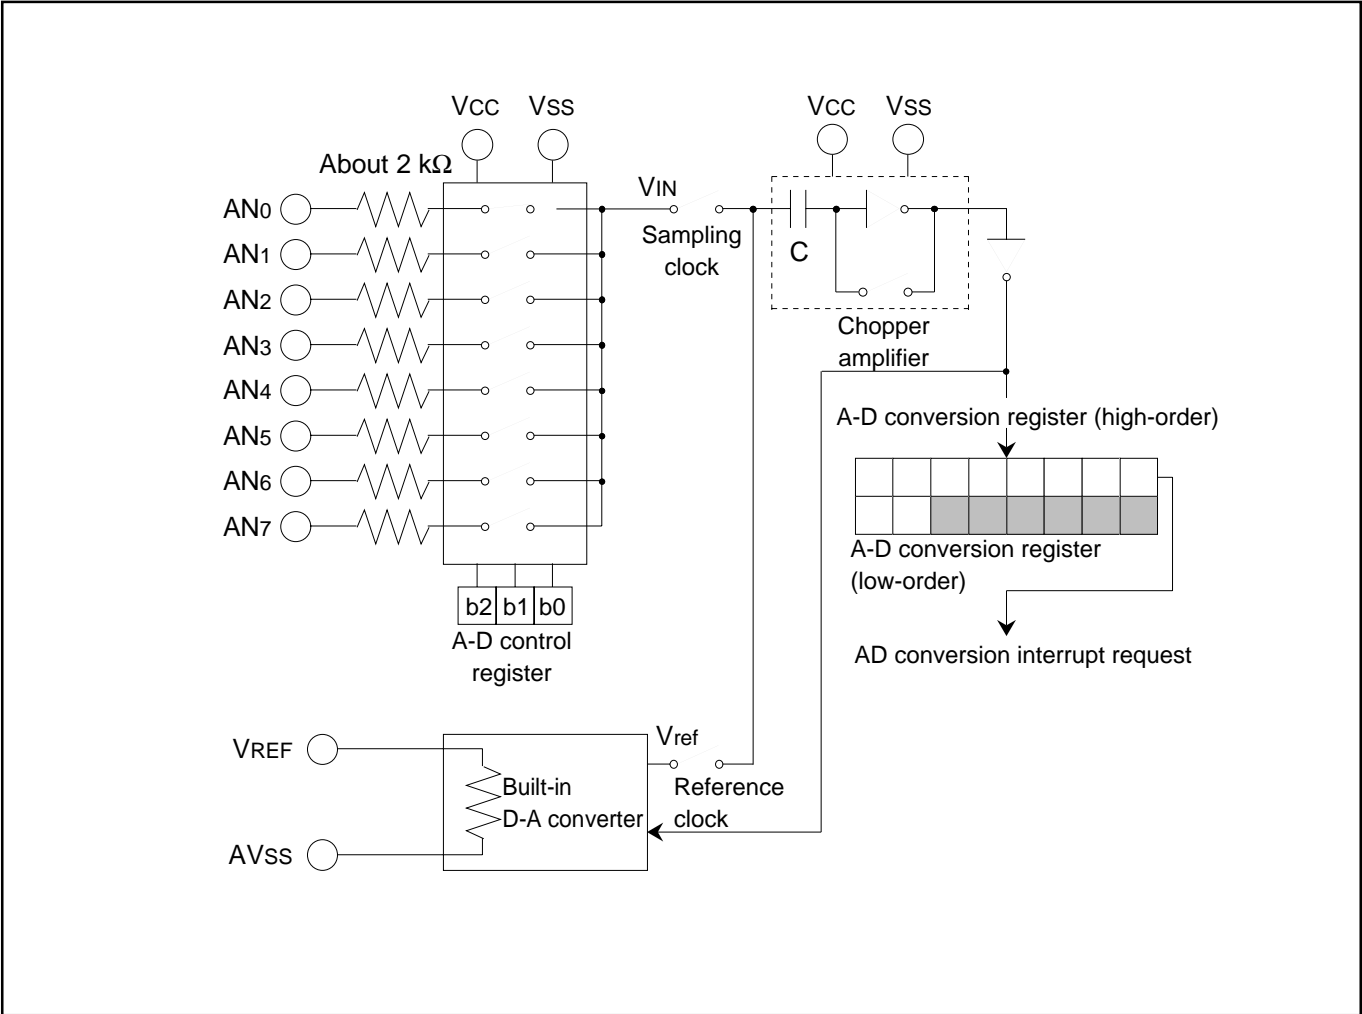 VCC VSS
VCC VSS
About 2 kΩ
AN0
AN1
AN2
AN3
AN4
AN5
AN6
AN7
VIN
Sampling
clock
C
Chopper
amplifier
A-D conversion register (high-order)
A-D conversion register
(low-order)
AD conversion interrupt request
b2 b1 b0
A-D control
register
VREF
AVSS
Built-in
D-A converter
Vref
Reference
clock